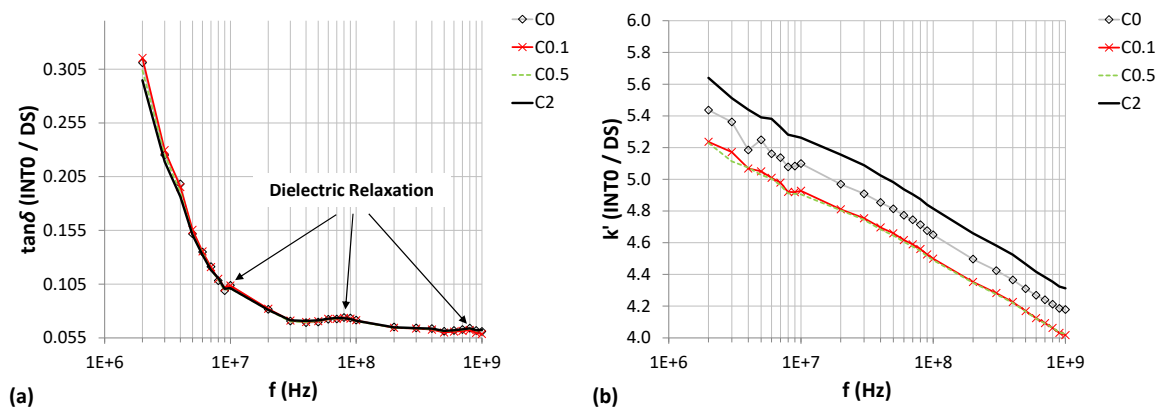 tanδ (INT0 / DS)
0.305
0.255
0.205
0.155
0.105
0.055
1E+6
1E+7
1E+8
1E+9
f (Hz)
(a)
Dielectric Relaxation
C0
C0.1
C0.5
C2
k' (INT0 / DS)
6.0
5.8
5.6
5.4
5.2
5.0
4.8
4.6
4.4
4.2
4.0
1E+6
1E+7
1E+8
1E+9
f (Hz)
(b)
C0
C0.1
C0.5
C2